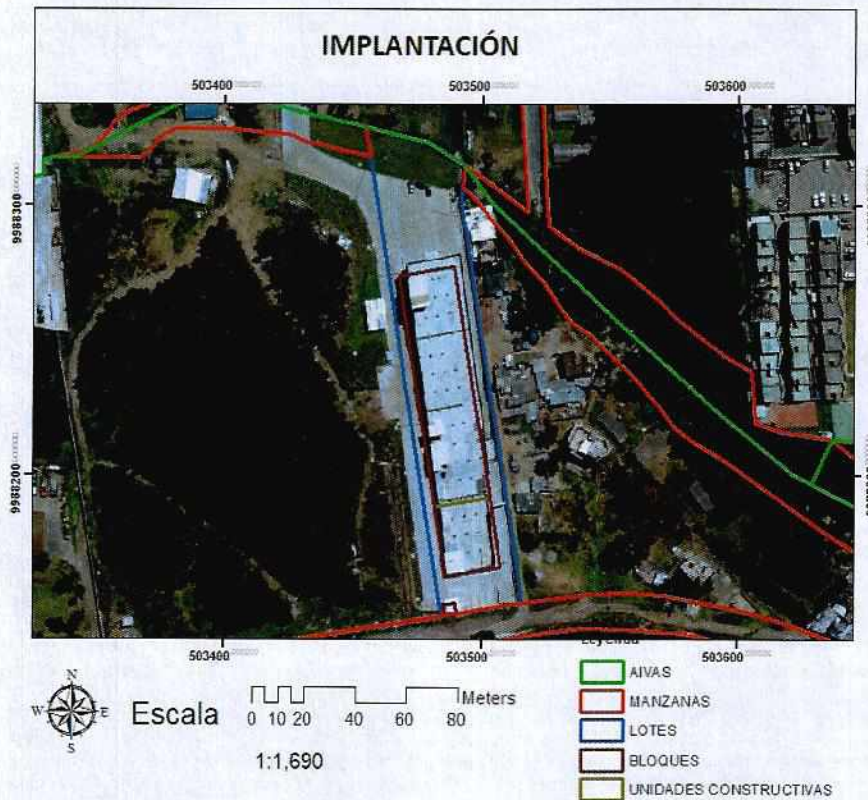 IMPLANTACIÓN
503400
503500
503600
9988300
9988200
503400
503500
503600
Leyenda
N
W
E
S
Escala
Meters
0 10 20 40 60 80
1:1,690
AIVAS
MANZANAS
LOTES
BLOQUES
UNIDADES CONSTRUCTIVAS